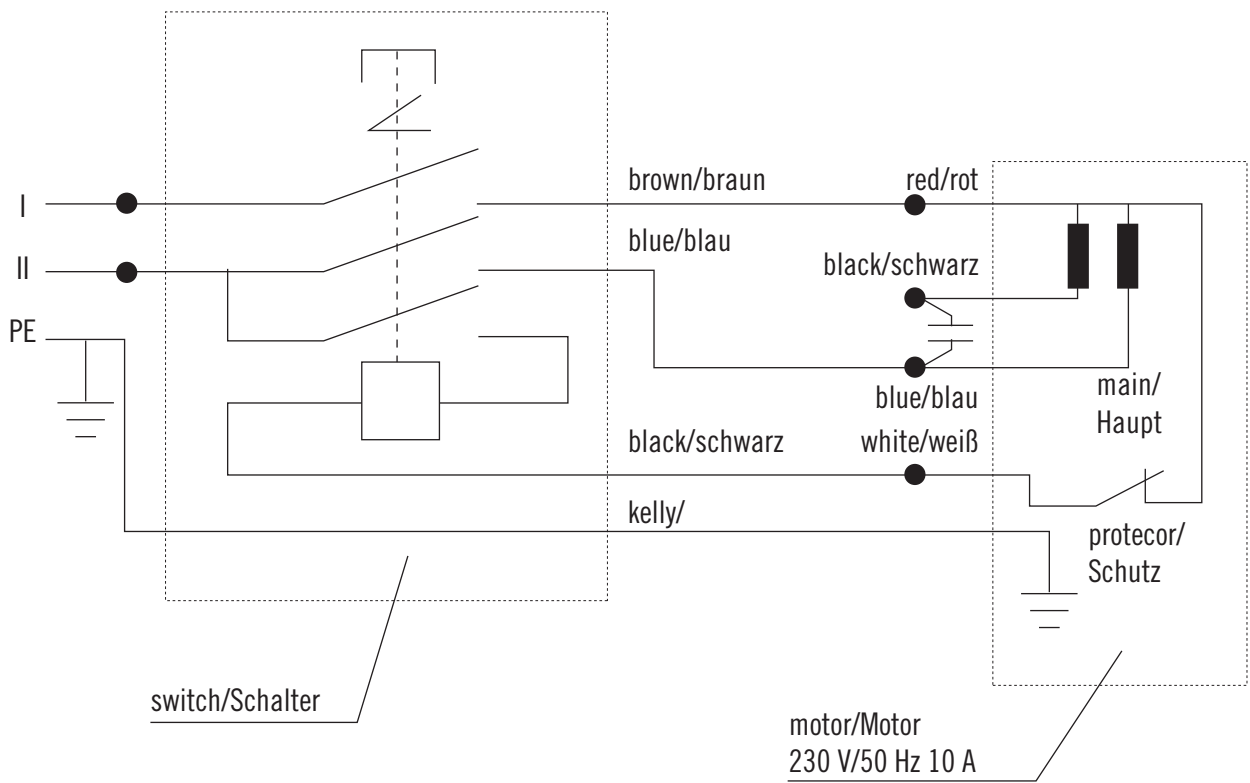 I
II
PE
brown/braun
red/rot
blue/blau
black/schwarz
blue/blau
main/
Haupt
black/schwarz
white/weiß
kelly/
protecor/
Schutz
switch/Schalter
motor/Motor
230 V/50 Hz 10 A